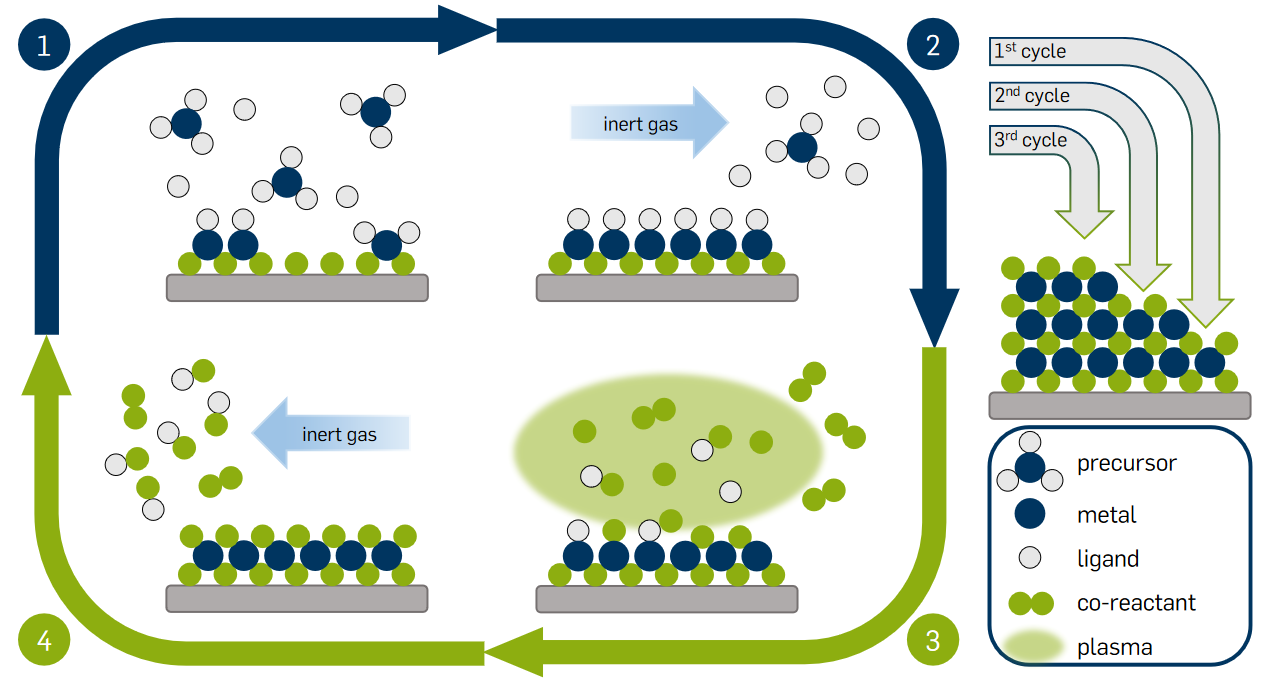 1
2
1st cycle
2nd cycle
3rd cycle
inert gas
inert gas
precursor
metal
ligand
co-reactant
plasma
4
3